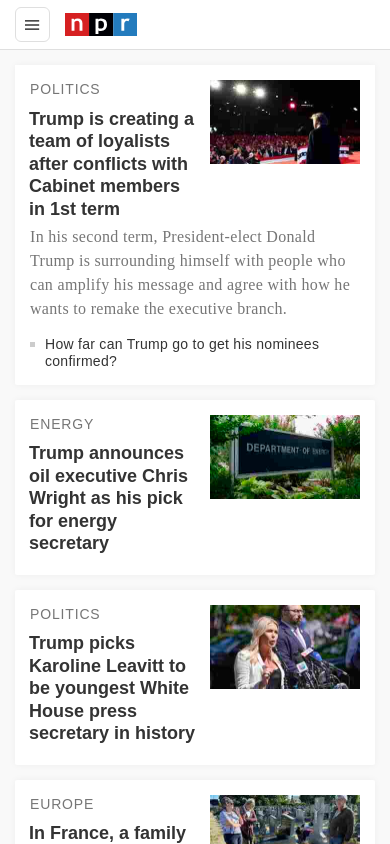 npr
POLITICS
Trump is creating a
team of loyalists
after conflicts with
Cabinet members
in 1st term
In his second term, President-elect Donald
Trump is surrounding himself with people who
can amplify his message and agree with how he
wants to remake the executive branch.
How far can Trump go to get his nominees
confirmed?
ENERGY
Trump announces
oil executive Chris
Wright as his pick
for energy
secretary
DEPARTMENT OF ENERGY
POLITICS
Trump picks
Karoline Leavitt to
be youngest White
House press
secretary in history
EUROPE
In France, a family